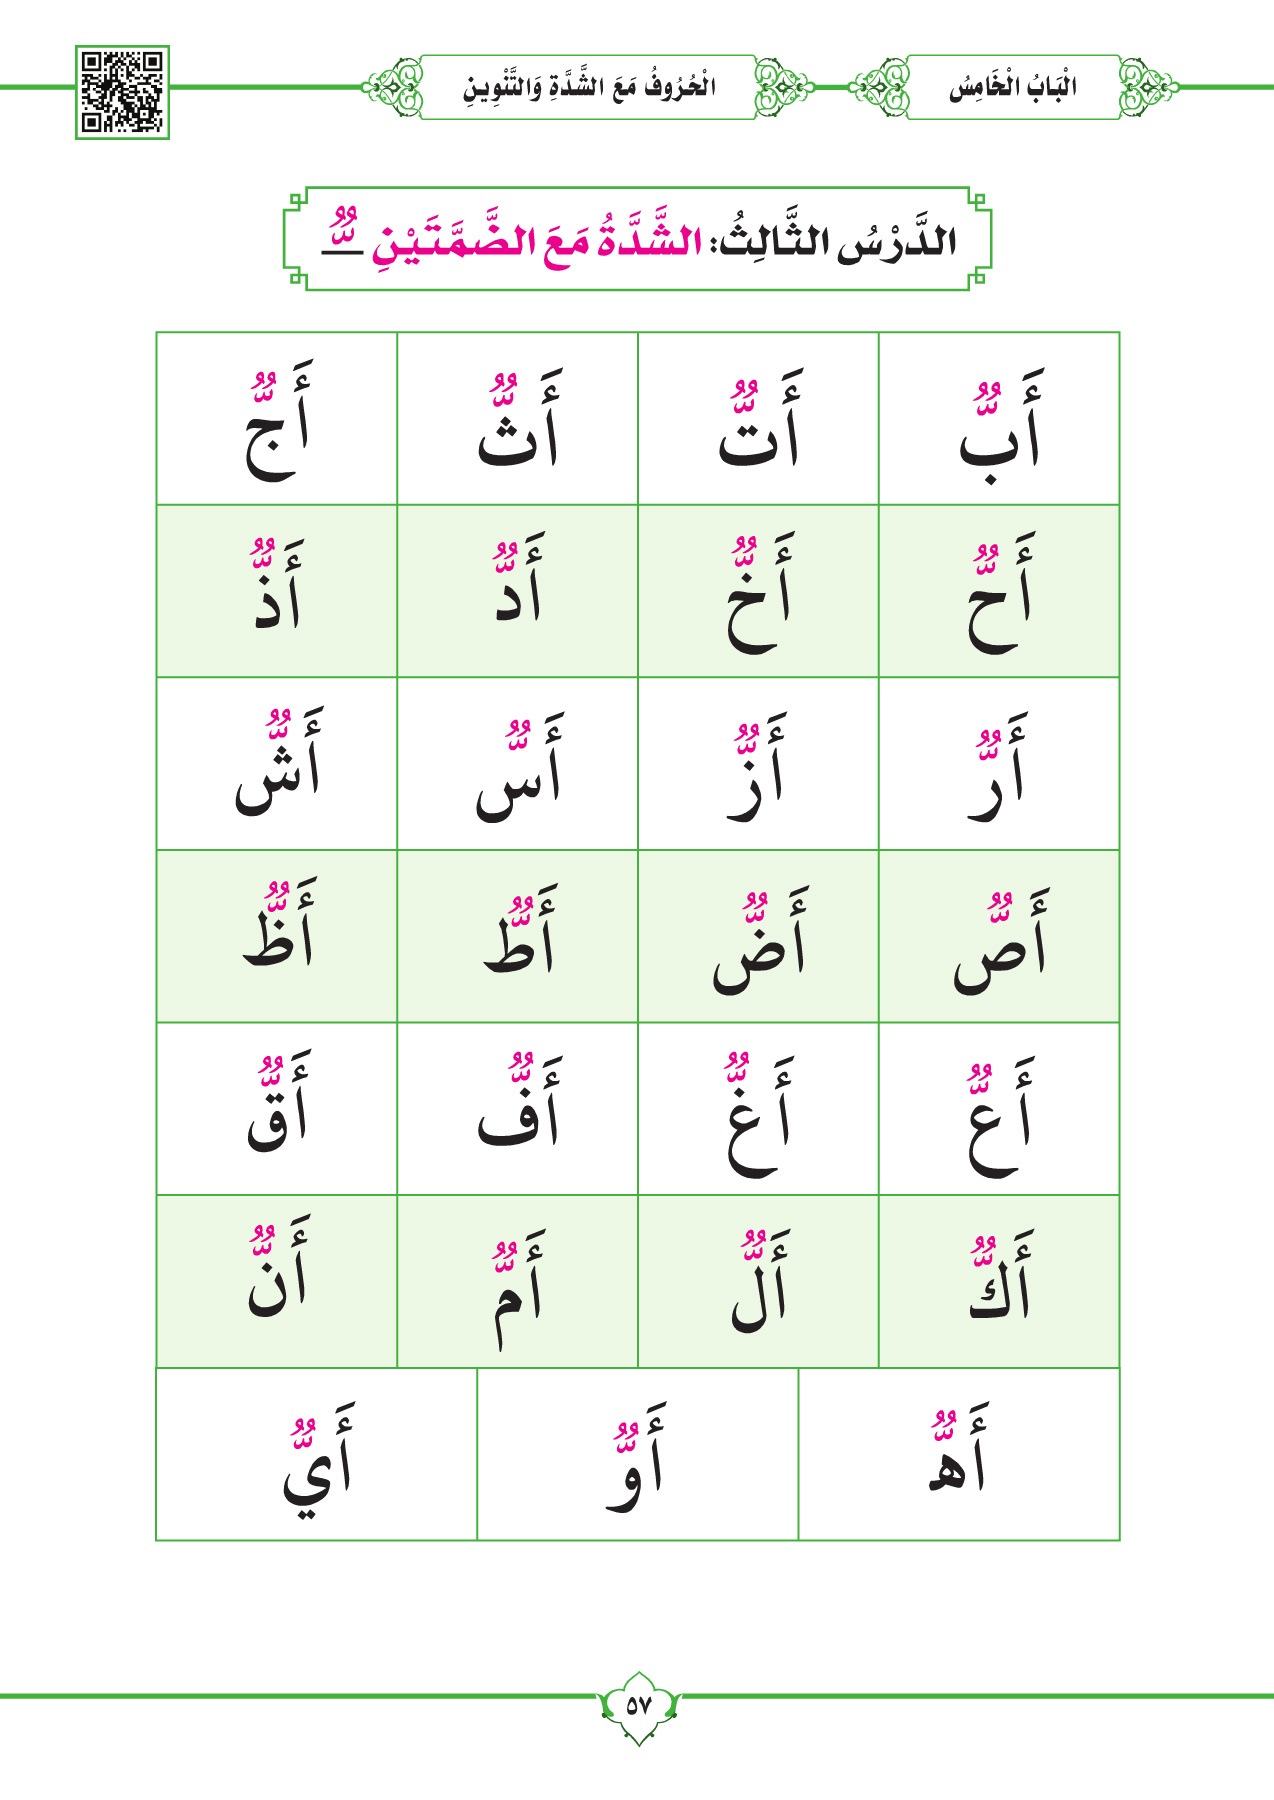 الْبَابُ الْخَامِسُ
الْحُرُوفُ مَعَ الشَّدَّةِ وَالتَّنْوِينِ
الدَّرْسُ الثَّالِثُ: الشَّدَّةُ مَعَ الضَّمَّتَيْنِ ـٌّ
أَبٌّ أَتٌّ أَثٌّ أَجٌّ
أَحٌّ أَخٌّ أَدٌّ أَذٌّ
أَرٌّ أَزٌّ أَسٌّ أَشٌّ
أَصٌّ أَضٌّ أَطٌّ أَظٌّ
أَعٌّ أَغٌّ أَفٌّ أَقٌّ
أَكٌّ أَلٌّ أَمٌّ أَنٌّ
أَهٌّ أَوٌّ أَيٌّ
٥٧